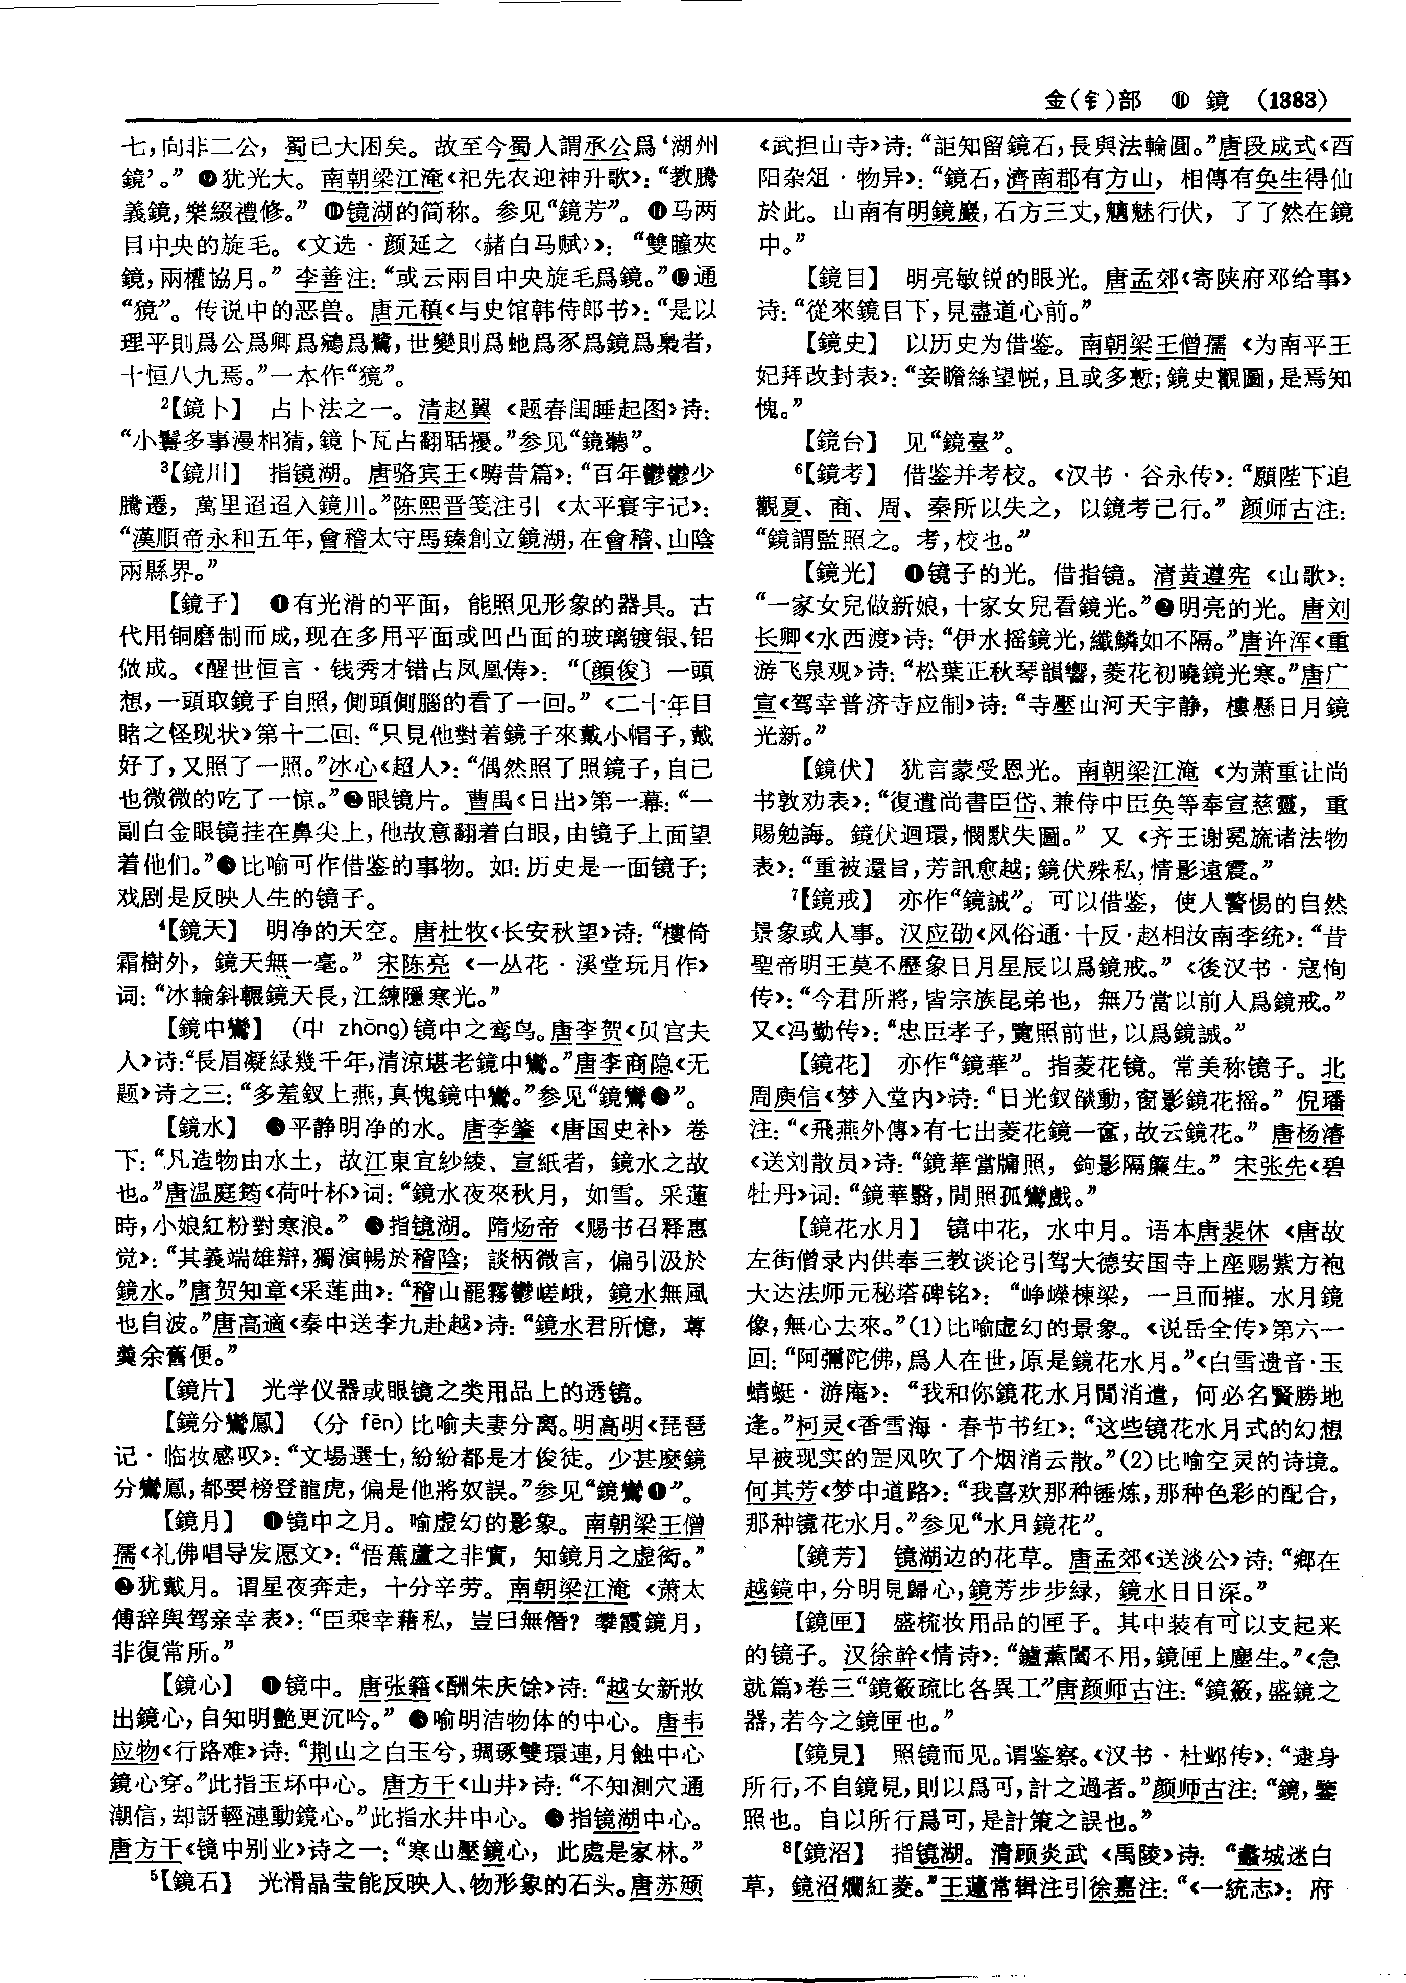 金(钅)部 ⑪ 鏡 (1383)
七,向非二公，蜀已大困矣。故至今蜀人謂承公爲‘湖州
鏡’。”❾犹光大。南朝梁江淹《祀先农迎神升歌》：“教騰
義鏡,樂綴禮修。”❿镜湖的简称。参见“鏡芳”。⓫马两
目中央的旋毛。《文选·颜延之〈赭白马赋〉》：“雙瞳夾
鏡,兩權協月。”李善注：“或云兩目中央旋毛爲鏡。”⓬通
“獍”。传说中的恶兽。唐元稹《与史馆韩侍郎书》：“是以
理平則爲公爲卿爲鵷爲鷺,世變則爲虵爲豕爲鏡爲梟者,
十恒八九焉。”一本作“獍”。
²【鏡卜】 占卜法之一。清赵翼《题春闺睡起图》诗：
“小鬟多事漫相猜,鏡卜瓦占翻聒擾。”参见“鏡聽”。
³【鏡川】 指镜湖。唐骆宾王《畴昔篇》：“百年鬱鬱少
騰遷，萬里迢迢入鏡川。”陈熙晋笺注引《太平寰宇记》：
“漢順帝永和五年,會稽太守馬臻創立鏡湖,在會稽、山陰
兩縣界。”
【鏡子】 ❶有光滑的平面，能照见形象的器具。古
代用铜磨制而成,现在多用平面或凹凸面的玻璃镀银、铝
做成。《醒世恒言·钱秀才错占凤凰俦》：“〔顔俊〕一頭
想,一頭取鏡子自照,側頭側腦的看了一回。”《二十年目
睹之怪现状》第十二回：“只見他對着鏡子來戴小帽子,戴
好了,又照了一照。”冰心《超人》：“偶然照了照鏡子,自己
也微微的吃了一惊。”❷眼镜片。曹禺《日出》第一幕：“一
副白金眼镜挂在鼻尖上,他故意翻着白眼,由镜子上面望
着他们。”❸比喻可作借鉴的事物。如：历史是一面镜子；
戏剧是反映人生的镜子。
⁴【鏡天】 明净的天空。唐杜牧《长安秋望》诗：“樓倚
霜樹外，鏡天無一毫。”宋陈亮《一丛花·溪堂玩月作》
词：“冰輪斜輾鏡天長,江練隱寒光。”
【鏡中鸞】 (中 zhōng)镜中之鸾鸟。唐李贺《贝宫夫
人》诗：“長眉凝緑幾千年,清涼堪老鏡中鸞。”唐李商隐《无
题》诗之三：“多羞釵上燕,真愧鏡中鸞。”参见“鏡鸞❶”。
【鏡水】 ❶平静明净的水。唐李肇《唐国史补》卷
下：“凡造物由水土，故江東宜紗綾、宣紙者，鏡水之故
也。”唐温庭筠《荷叶杯》词：“鏡水夜來秋月，如雪。采蓮
時,小娘紅粉對寒浪。”❷指镜湖。隋炀帝《赐书召释惠
觉》：“其義端雄辯,獨演暢於稽陰；談柄微言，偏引汲於
鏡水。”唐贺知章《采莲曲》：“稽山罷霧鬱嵯峨，鏡水無風
也自波。”唐高適《秦中送李九赴越》诗：“鏡水君所憶，蓴
羹余舊便。”
【鏡片】 光学仪器或眼镜之类用品上的透镜。
【鏡分鸞鳳】 (分 fēn)比喻夫妻分离。明高明《琵琶
记·临妆感叹》：“文場選士,紛紛都是才俊徒。少甚麽鏡
分鸞鳳,都要榜登龍虎,偏是他將奴誤。”参见“鏡鸞❶”。
【鏡月】 ❶镜中之月。喻虚幻的影象。南朝梁王僧
孺《礼佛唱导发愿文》：“悟蕉蘆之非實，知鏡月之虚衒。”
❷犹戴月。谓星夜奔走，十分辛劳。南朝梁江淹《萧太
傅辞舆驾亲幸表》：“臣乘幸藉私，豈曰無僭？攀霞鏡月，
非復常所。”
【鏡心】 ❶镜中。唐张籍《酬朱庆馀》诗：“越女新妝
出鏡心,自知明艷更沉吟。”❷喻明洁物体的中心。唐韦
应物《行路难》诗：“荆山之白玉兮,琱琢雙環連,月蝕中心
鏡心穿。”此指玉环中心。唐方干《山井》诗：“不知測穴通
潮信,却訝輕漣動鏡心。”此指水井中心。❸指镜湖中心。
唐方干《镜中别业》诗之一：“寒山壓鏡心，此處是家林。”
⁵【鏡石】 光滑晶莹能反映人、物形象的石头。唐苏颋
《武担山寺》诗：“詎知留鏡石,長與法輪圓。”唐段成式《酉
阳杂俎·物异》：“鏡石,濟南郡有方山，相傳有奐生得仙
於此。山南有明鏡巖,石方三丈,魑魅行伏，了了然在鏡
中。”
【鏡目】 明亮敏锐的眼光。唐孟郊《寄陕府邓给事》
诗：“從來鏡目下,見盡道心前。”
【鏡史】 以历史为借鉴。南朝梁王僧孺《为南平王
妃拜改封表》：“妾瞻絲望帨,且或多慙；鏡史觀圖,是焉知
愧。”
【鏡台】 见“鏡臺”。
⁶【鏡考】 借鉴并考校。《汉书·谷永传》：“願陛下追
觀夏、商、周、秦所以失之，以鏡考己行。”颜师古注：
“鏡謂監照之。考,校也。”
【鏡光】 ❶镜子的光。借指镜。清黄遵宪《山歌》：
“一家女兒做新娘,十家女兒看鏡光。”❷明亮的光。唐刘
长卿《水西渡》诗：“伊水摇鏡光,纖鱗如不隔。”唐许浑《重
游飞泉观》诗：“松葉正秋琴韻響,菱花初曉鏡光寒。”唐广
宣《驾幸普济寺应制》诗：“寺壓山河天宇静，樓懸日月鏡
光新。”
【鏡伏】 犹言蒙受恩光。南朝梁江淹《为萧重让尚
书敦劝表》：“復遣尚書臣岱、兼侍中臣奂等奉宣慈靈，重
賜勉誨。鏡伏迴環,惘默失圖。”又《齐王谢冕旒诸法物
表》：“重被還旨,芳訊愈越；鏡伏殊私,情影遠震。”
⁷【鏡戒】 亦作“鏡誡”。可以借鉴，使人警惕的自然
景象或人事。汉应劭《风俗通·十反·赵相汝南李统》：“昔
聖帝明王莫不歷象日月星辰以爲鏡戒。”《後汉书·寇恂
传》：“今君所將,皆宗族昆弟也，無乃當以前人爲鏡戒。”
又《冯勤传》：“忠臣孝子,覽照前世,以爲鏡誡。”
【鏡花】 亦作“鏡華”。指菱花镜。常美称镜子。北
周庾信《梦入堂内》诗：“日光釵燄動,窗影鏡花摇。”倪璠
注：“《飛燕外傳》有七出菱花鏡一奩,故云鏡花。”唐杨濬
《送刘散员》诗：“鏡華當牖照，鉤影隔簾生。”宋张先《碧
牡丹》词：“鏡華翳,閒照孤鸞戲。”
【鏡花水月】 镜中花，水中月。语本唐裴休《唐故
左街僧录内供奉三教谈论引驾大德安国寺上座赐紫方袍
大达法师元秘塔碑铭》：“峥嶸棟梁，一旦而摧。水月鏡
像,無心去來。”(1)比喻虚幻的景象。《说岳全传》第六一
回：“阿彌陀佛,爲人在世,原是鏡花水月。”《白雪遗音·玉
蜻蜓·游庵》：“我和你鏡花水月閒消遣，何必名賢勝地
逢。”柯灵《香雪海·春节书红》：“这些镜花水月式的幻想
早被现实的罡风吹了个烟消云散。”(2)比喻空灵的诗境。
何其芳《梦中道路》：“我喜欢那种锤炼,那种色彩的配合,
那种镜花水月。”参见“水月鏡花”。
【鏡芳】 镜湖边的花草。唐孟郊《送淡公》诗：“鄉在
越鏡中,分明見歸心,鏡芳步步緑，鏡水日日深。”
【鏡匣】 盛梳妆用品的匣子。其中装有可以支起来
的镜子。汉徐幹《情诗》：“鑪薰闔不用,鏡匣上塵生。”《急
就篇》卷三“鏡籢疏比各異工”唐颜师古注：“鏡籢,盛鏡之
器,若今之鏡匣也。”
【鏡見】 照镜而见。谓鉴察。《汉书·杜邺传》：“逮身
所行,不自鏡見,則以爲可,計之過者。”颜师古注：“鏡,鑒
照也。自以所行爲可,是計策之誤也。”
⁸【鏡沼】 指镜湖。清顾炎武《禹陵》诗：“蠡城迷白
草，鏡沼爛紅菱。”王蘧常辑注引徐嘉注：“《一統志》：府